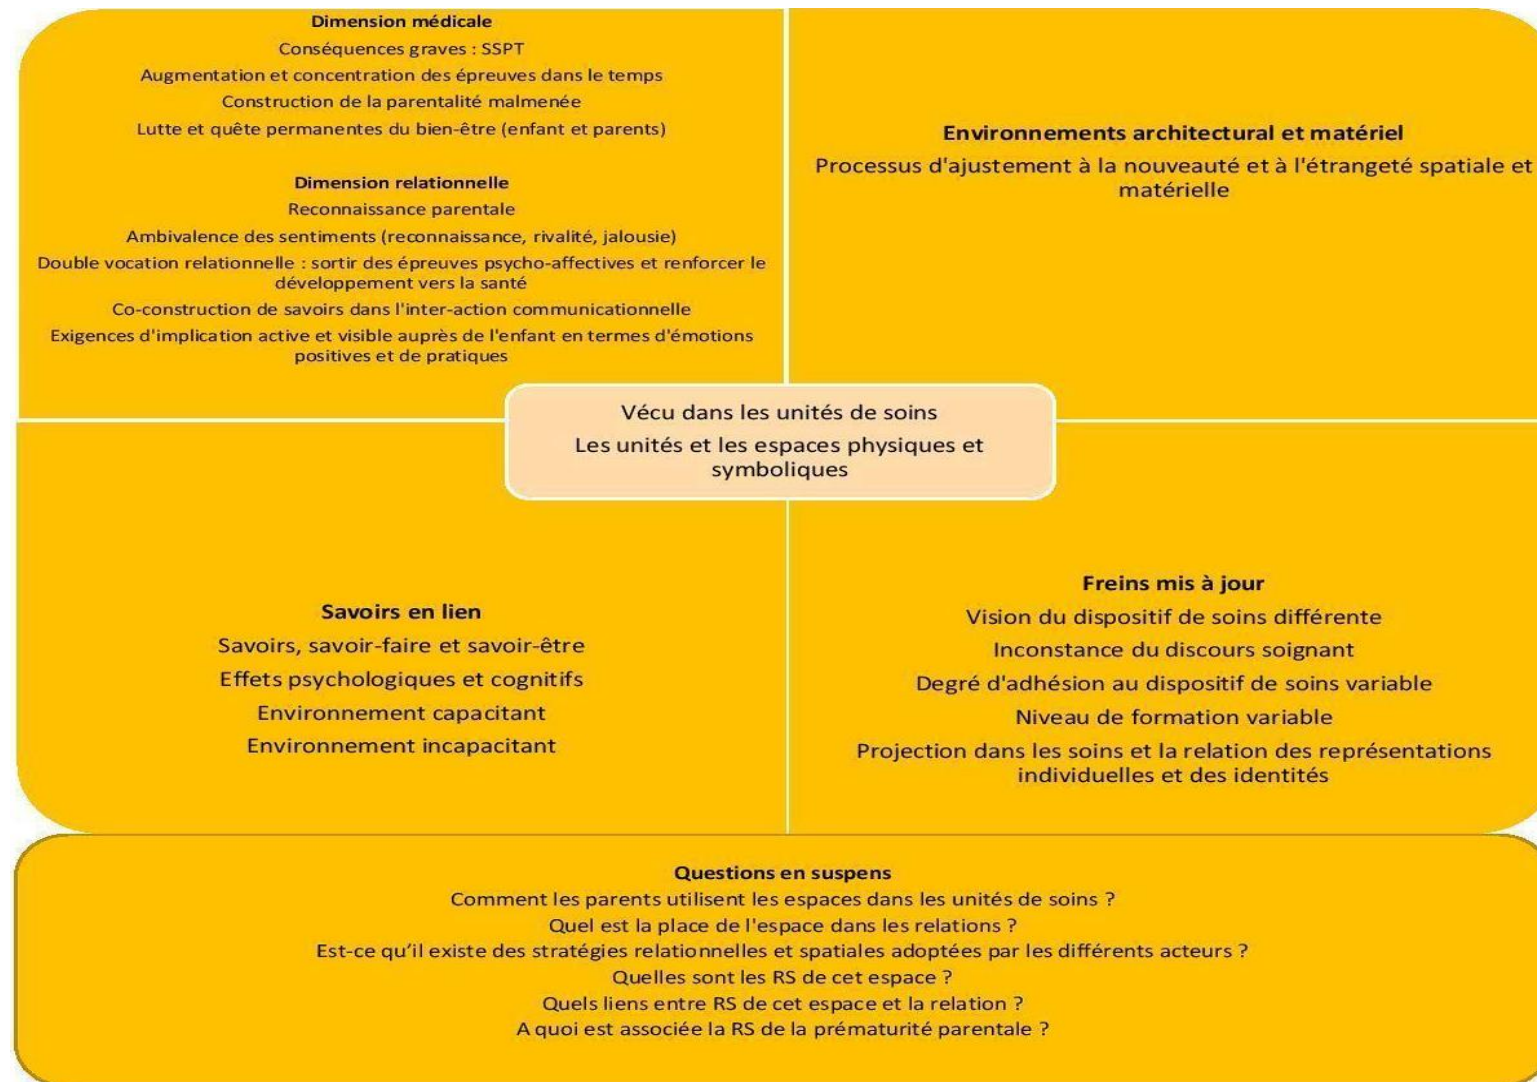 Dimension médicale
Conséquences graves : SSPT
Augmentation et concentration des épreuves dans le temps
Construction de la parentalité malmenée
Lutte et quête permanentes du bien-être (enfant et parents)
Dimension relationnelle
Reconnaissance parentale
Ambivalence des sentiments (reconnaissance, rivalité, jalousie)
Double vocation relationnelle : sortir des épreuves psycho-affectives et renforcer le
développement vers la santé
Co-construction de savoirs dans l'inter-action communicationnelle
Exigences d'implication active et visible auprès de l'enfant en termes d'émotions
positives et de pratiques
Environnements architectural et matériel
Processus d'ajustement à la nouveauté et à l'étrangeté spatiale et
matérielle
Vécu dans les unités de soins
Les unités et les espaces physiques et
symboliques
Savoirs en lien
Savoirs, savoir-faire et savoir-être
Effets psychologiques et cognitifs
Environnement capacitant
Environnement incapacitant
Freins mis à jour
Vision du dispositif de soins différente
Inconstance du discours soignant
Degré d'adhésion au dispositif de soins variable
Niveau de formation variable
Projection dans les soins et la relation des représentations
individuelles et des identités
Questions en suspens
Comment les parents utilisent les espaces dans les unités de soins ?
Quel est la place de l'espace dans les relations ?
Est-ce qu’il existe des stratégies relationnelles et spatiales adoptées par les différents acteurs ?
Quelles sont les RS de cet espace ?
Quels liens entre RS de cet espace et la relation ?
A quoi est associée la RS de la prématurité parentale ?